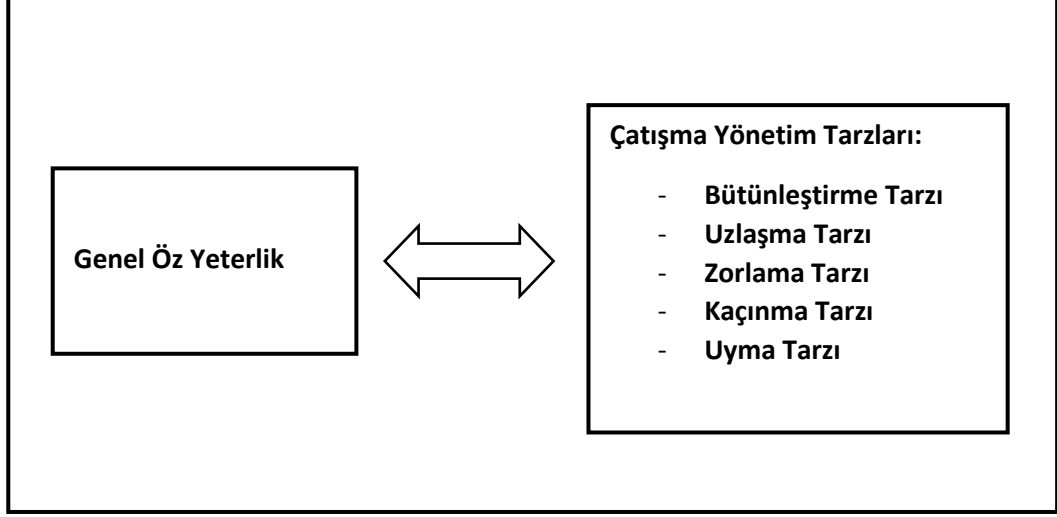 Genel Öz Yeterlik
Çatışma Yönetim Tarzları:
- Bütünleştirme Tarzı
- Uzlaşma Tarzı
- Zorlama Tarzı
- Kaçınma Tarzı
- Uyma Tarzı